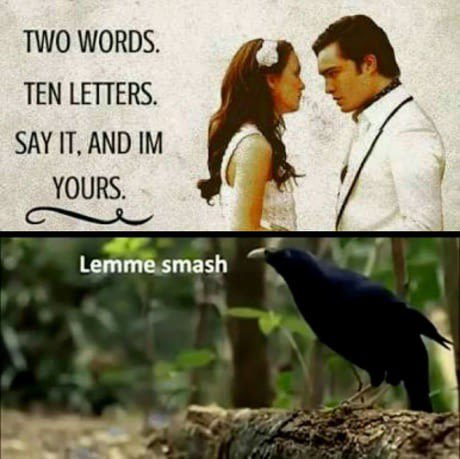 TWO WORDS.
TEN LETTERS.
SAY IT, AND IM
YOURS.
Lemme smash